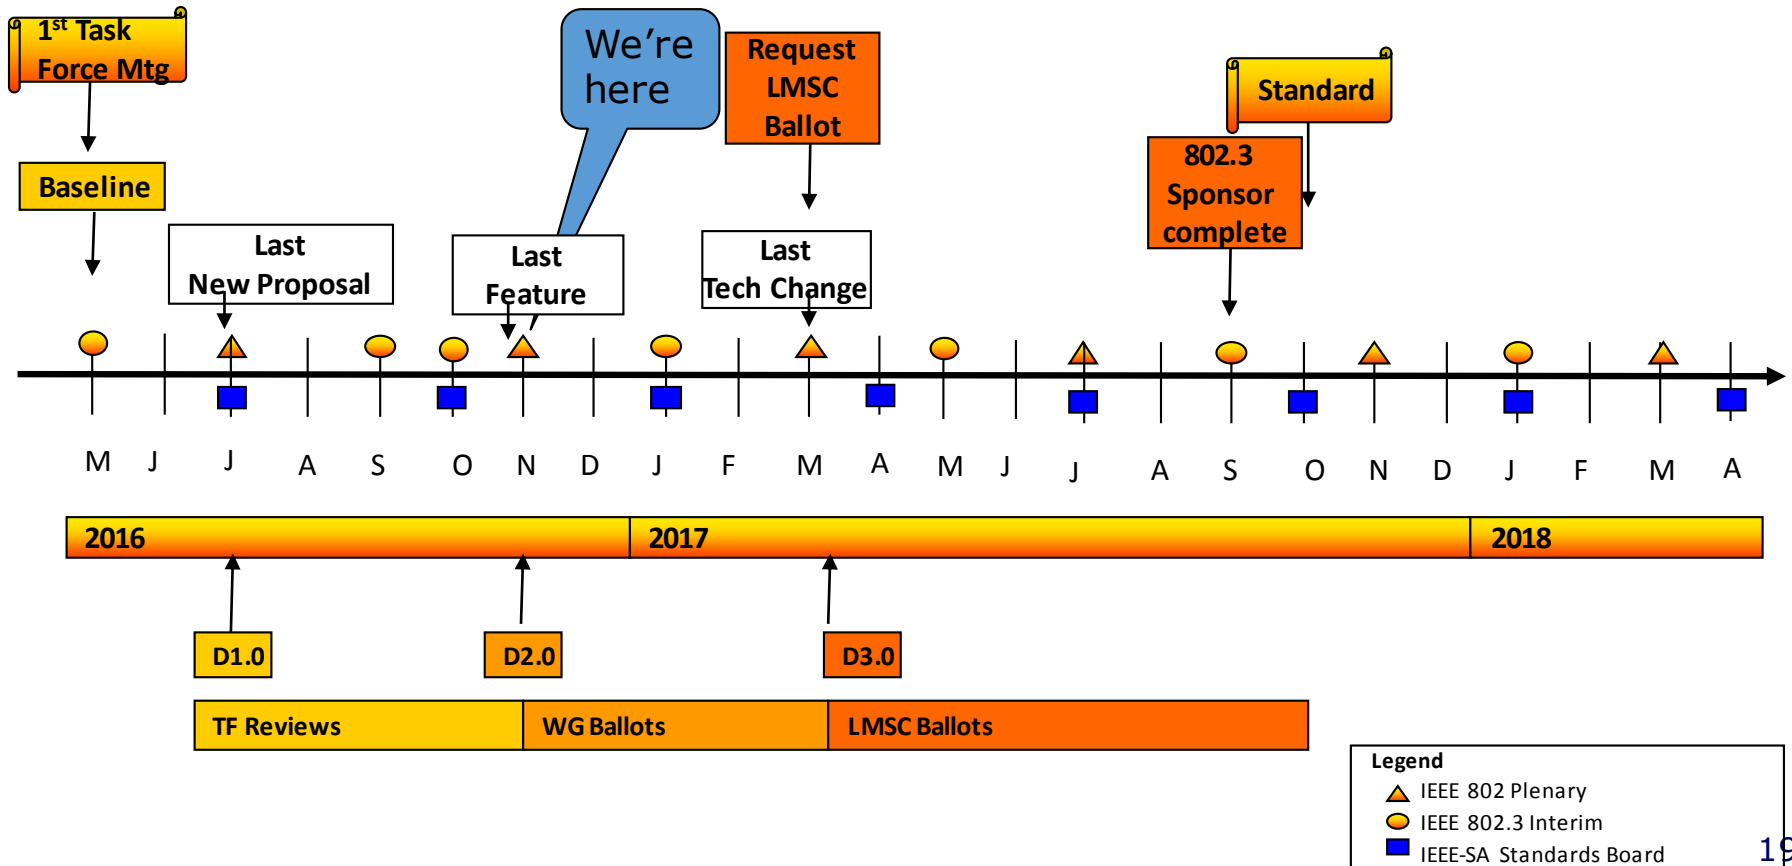 1st Task
Force Mtg
We're
here
Request
LMSC
Ballot
Standard
802.3
Sponsor
complete
Baseline
Last
New Proposal
Last
Feature
Last
Tech Change
M J J A S O N D J F M A M J J A S O N D J F M A
2016 2017 2018
D1.0 D2.0 D3.0
TF Reviews WG Ballots LMSC Ballots
Legend
IEEE 802 Plenary
IEEE 802.3 Interim
IEEE-SA Standards Board
19